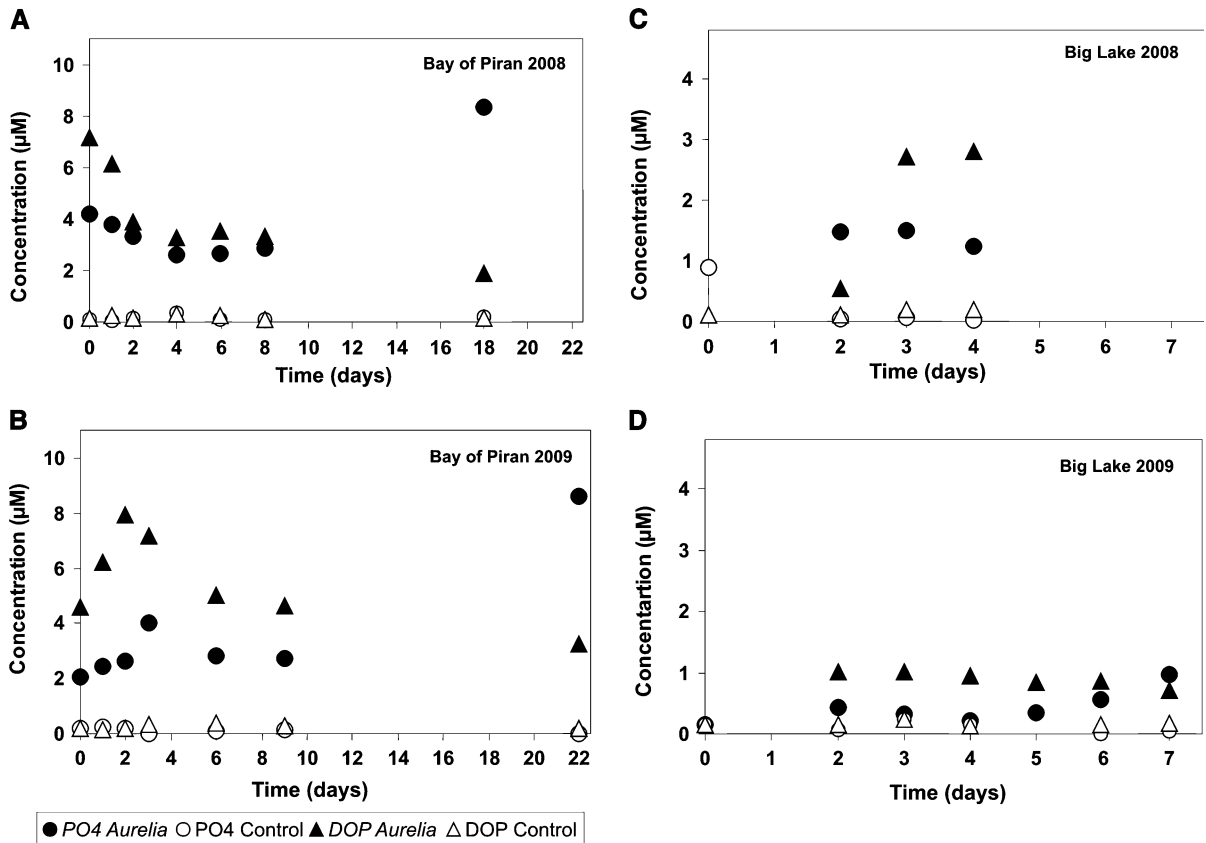 A
Bay of Piran 2008
Concentration (µM)
10
8
6
4
2
0
0 1 2 4 6 8 10 12 14 16 18 20 22
Time (days)
B
Bay of Piran 2009
Concentration (µM)
10
8
6
4
2
0
0 2 4 6 8 10 12 14 16 18 20 22
Time (days)
C
Big Lake 2008
Concentration (µM)
4
3
2
1
0
0 1 2 3 4 5 6 7
Time (days)
D
Big Lake 2009
Concentartion (µM)
4
3
2
1
0
0 1 2 3 4 5 6 7
Time (days)
PO4 Aurelia PO4 Control DOP Aurelia DOP Control